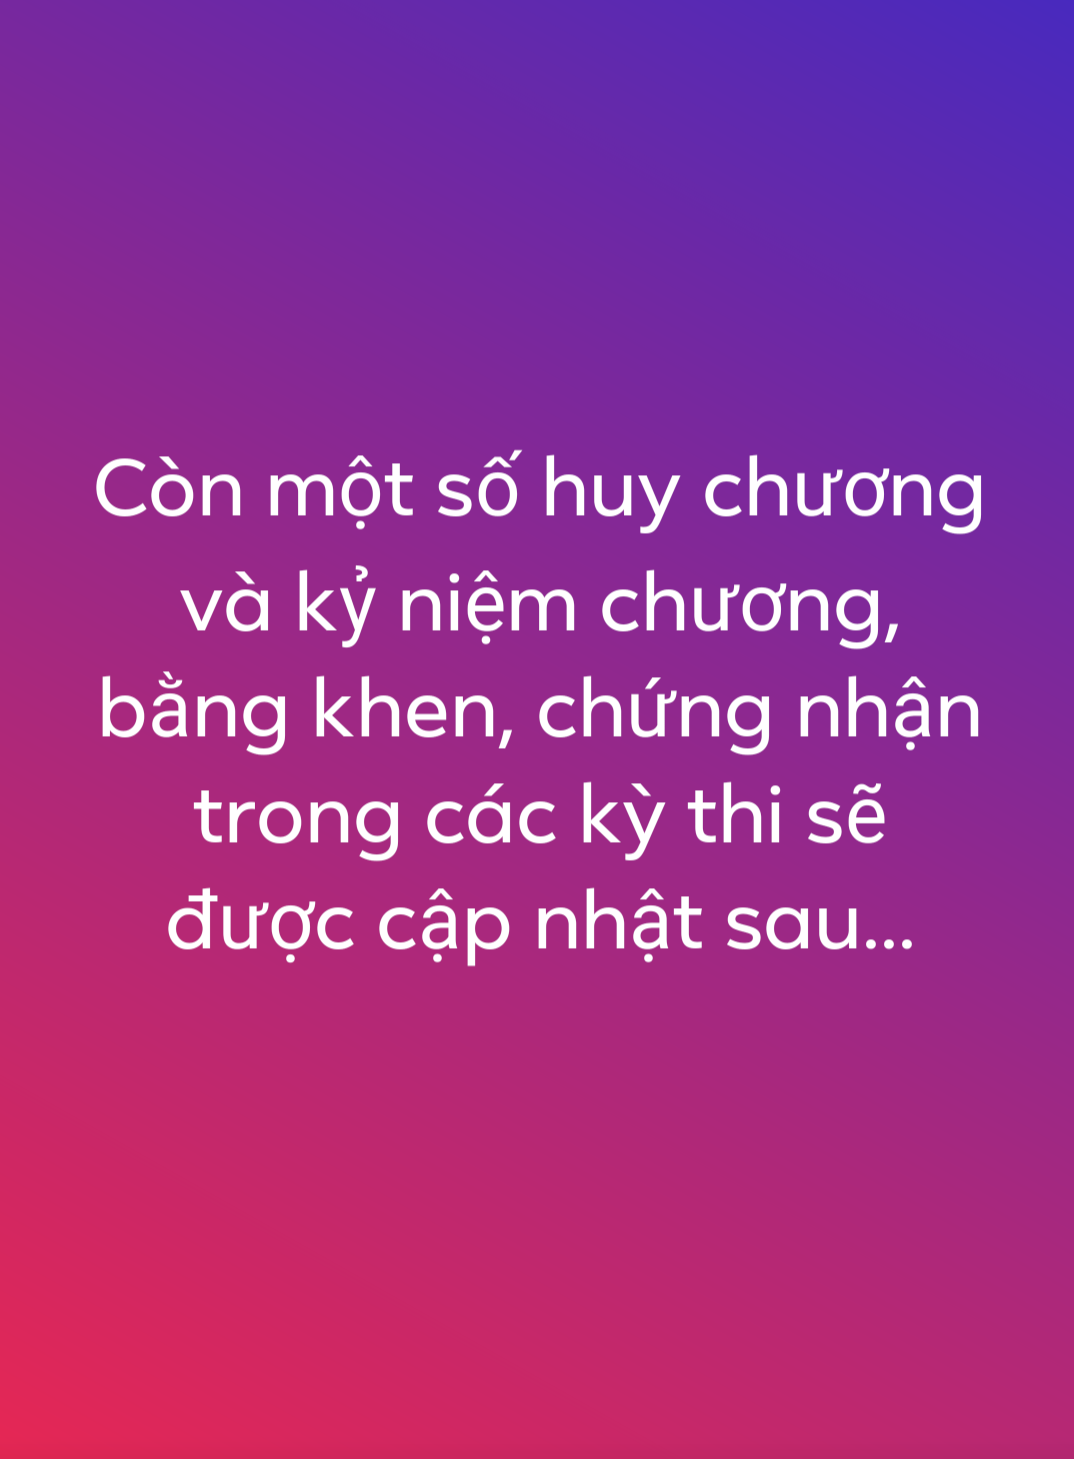 Còn một số huy chương
và kỷ niệm chương,
bằng khen, chứng nhận
trong các kỳ thi sẽ
được cập nhật sau...